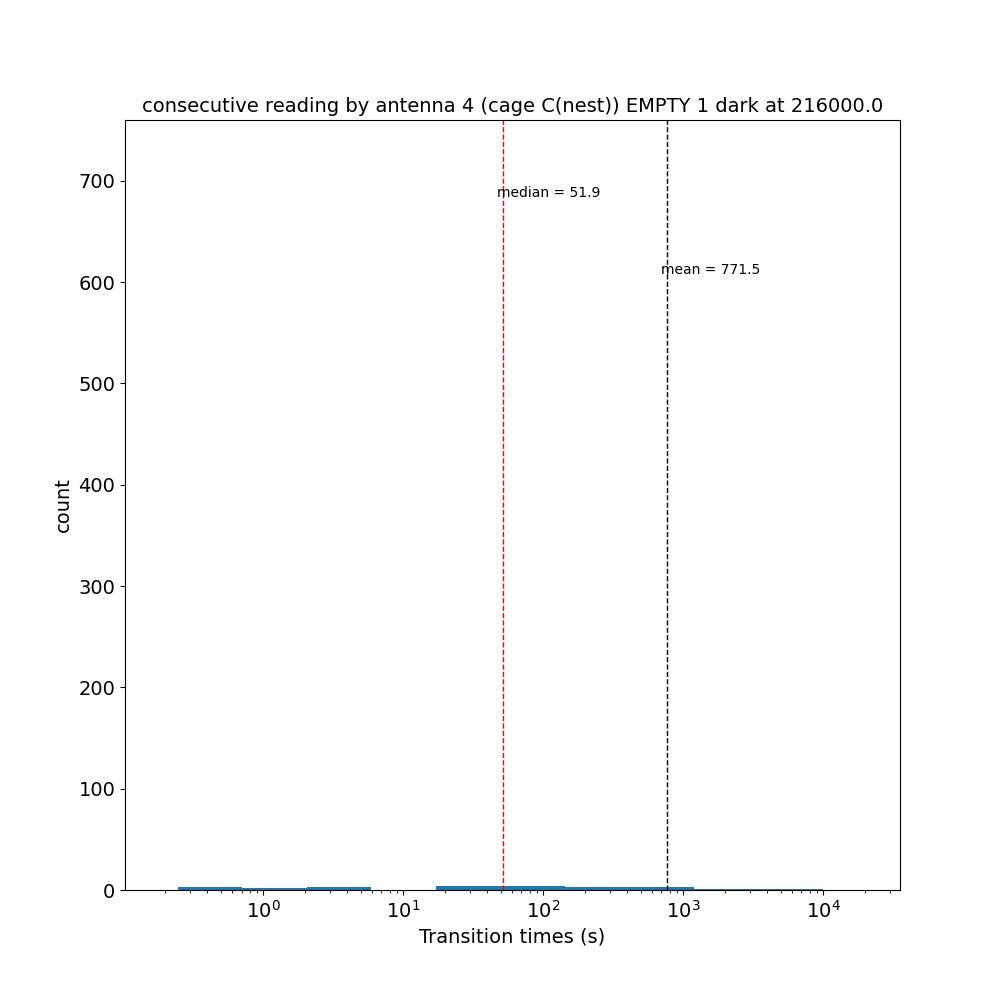 consecutive reading by antenna 4 (cage C(nest)) EMPTY 1 dark at 216000.0
700
median = 51.9
mean = 771.5
600
500
400
count
300
200
100
0
10⁰ 10¹ 10² 10³ 10⁴
Transition times (s)